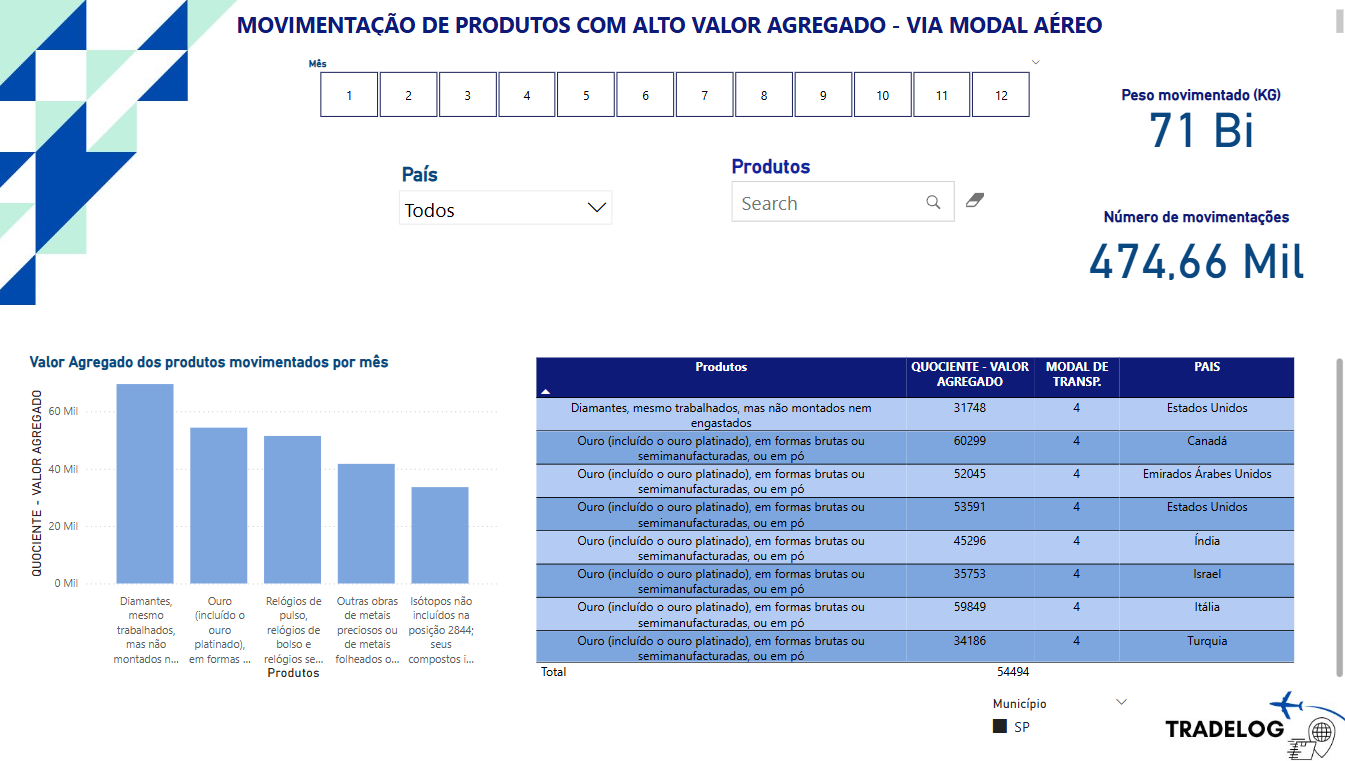 MOVIMENTAÇÃO DE PRODUTOS COM ALTO VALOR AGREGADO - VIA MODAL AÉREO
Mês
1 2 3 4 5 6 7 8 9 10 11 12
Peso movimentado (KG)
71 Bi
País
Todos
Produtos
Search
Número de movimentações
474,66 Mil
Valor Agregado dos produtos movimentados por mês
QUOCIENTE - VALOR AGREGADO
60 Mil
40 Mil
20 Mil
0 Mil
Diamantes,
mesmo
trabalhados,
mas não
montados n...
Ouro
(incluído o
ouro
platinado),
em formas ...
Relógios de
pulso,
relógios de
bolso e
relógios se...
Outras obras
de metais
preciosos ou
de metais
folheados o...
Isótopos não
incluídos na
posição 2844;
seus
compostos i...
Produtos
Produtos QUOCIENTE - VALOR AGREGADO MODAL DE TRANSP. PAIS
Diamantes, mesmo trabalhados, mas não montados nem 31748 4 Estados Unidos
engastados
Ouro (incluído o ouro platinado), em formas brutas ou 60299 4 Canadá
semimanufacturadas, ou em pó
Ouro (incluído o ouro platinado), em formas brutas ou 52045 4 Emirados Árabes Unidos
semimanufacturadas, ou em pó
Ouro (incluído o ouro platinado), em formas brutas ou 53591 4 Estados Unidos
semimanufacturadas, ou em pó
Ouro (incluído o ouro platinado), em formas brutas ou 45296 4 Índia
semimanufacturadas, ou em pó
Ouro (incluído o ouro platinado), em formas brutas ou 35753 4 Israel
semimanufacturadas, ou em pó
Ouro (incluído o ouro platinado), em formas brutas ou 59849 4 Itália
semimanufacturadas, ou em pó
Ouro (incluído o ouro platinado), em formas brutas ou 34186 4 Turquia
semimanufacturadas, ou em pó
Total 54494
Município
SP
TRADELOG